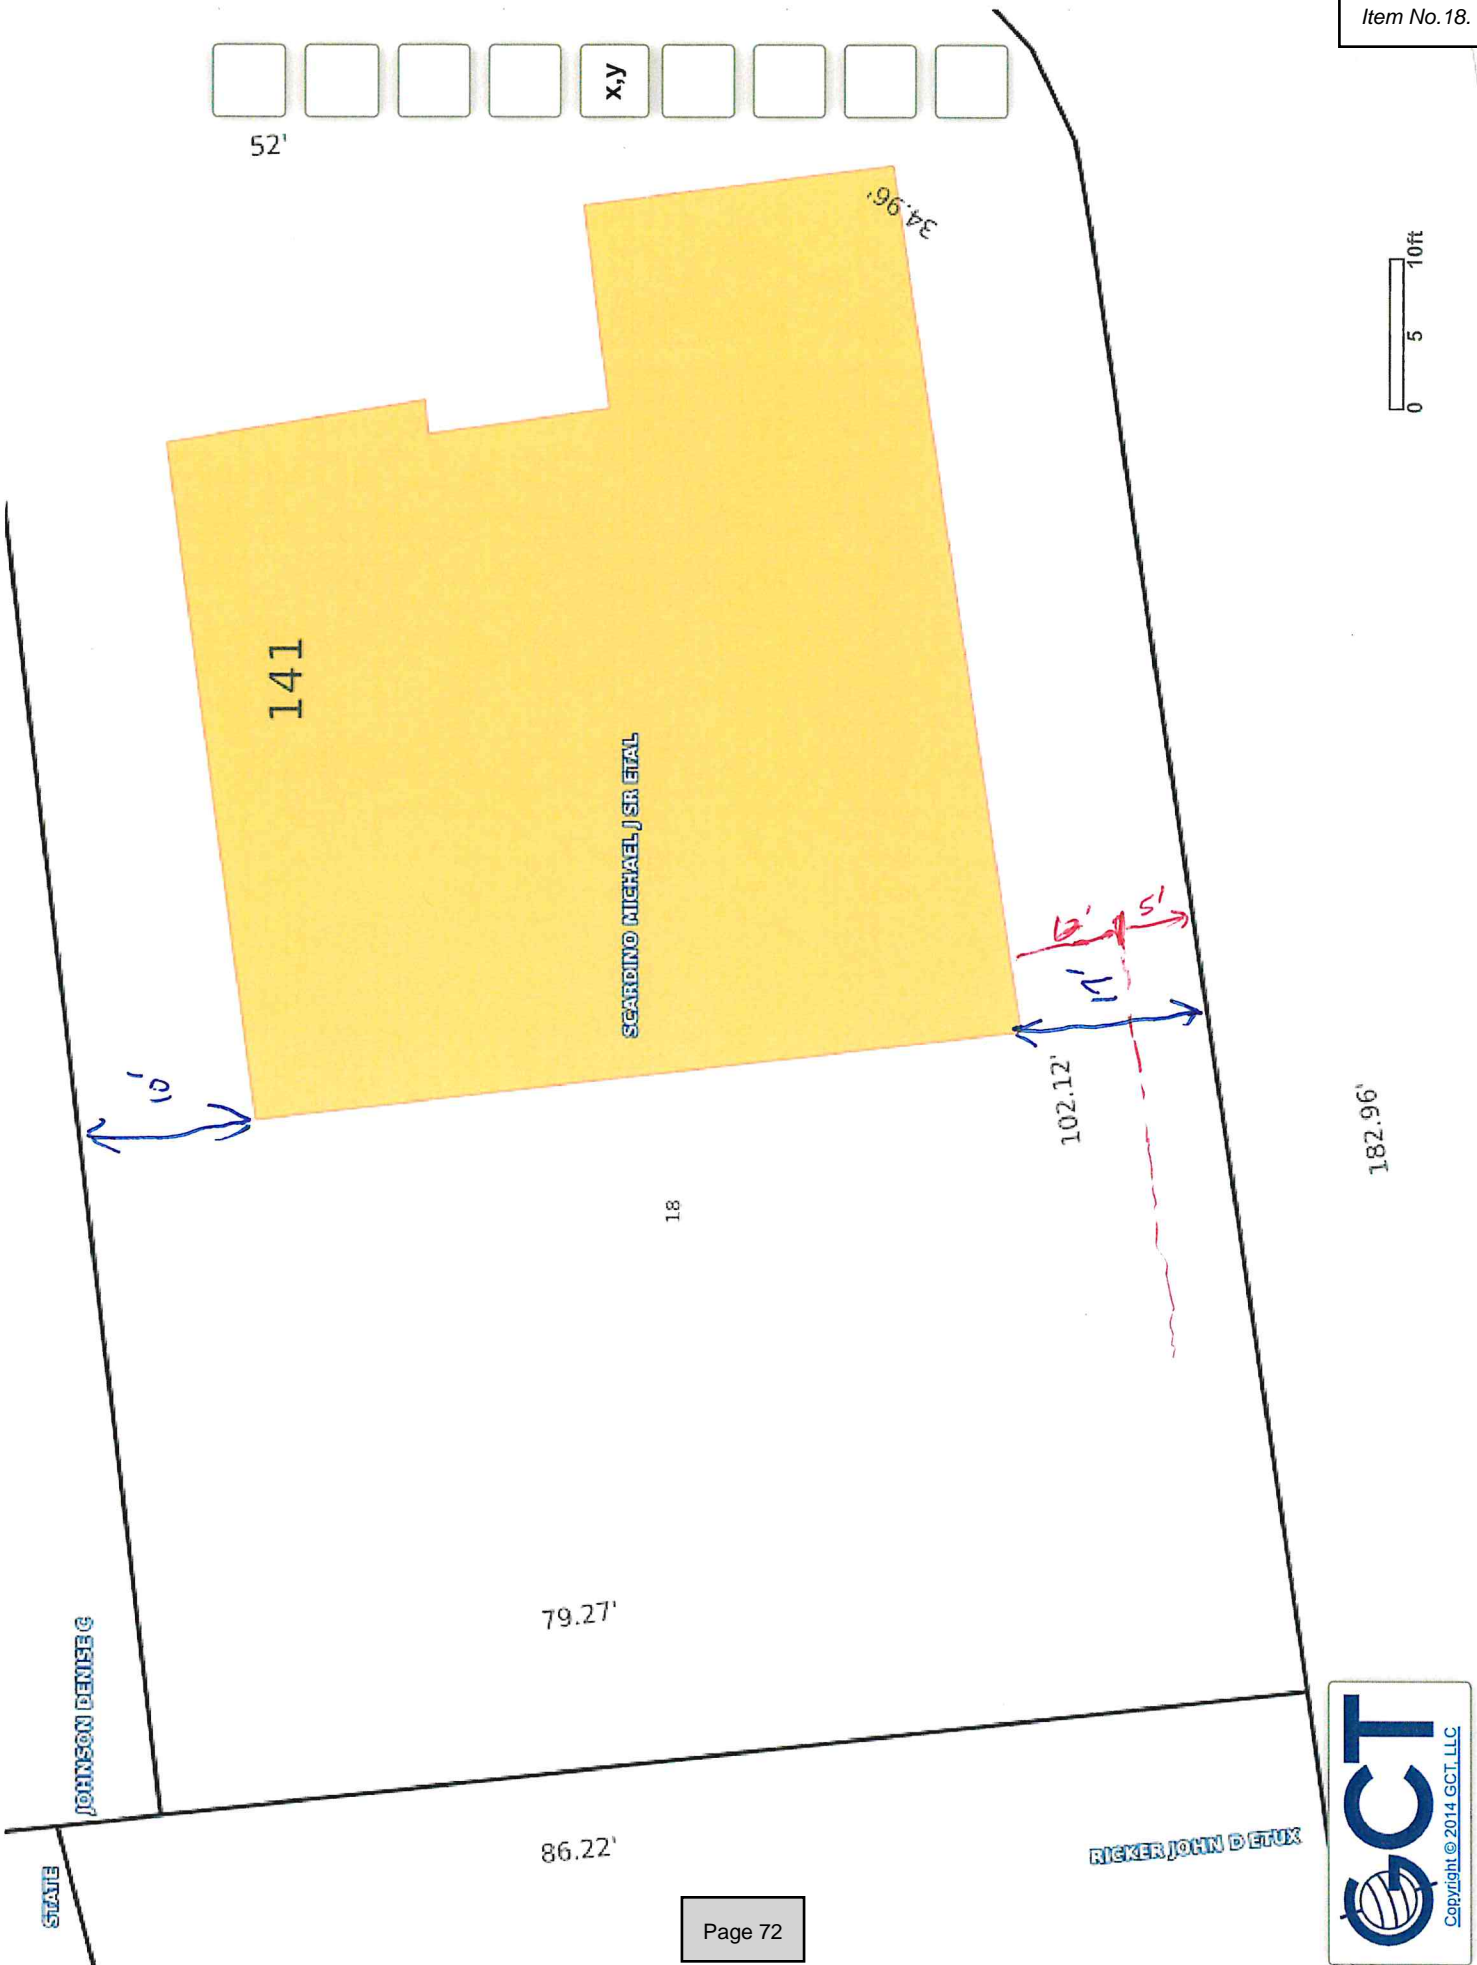 Item No.18.
x,y
52'
34.96'
10ft
5
0
141
SCARDINO MICHAEL J SR ETAL
5'
12'
17'
10'
102.12'
182.96'
18
79.27'
JOHNSON DENISE C
86.22'
RICKER JOHN D ETUX
STATE
GCT
Copyright © 2014 GCT, LLC
Page 72